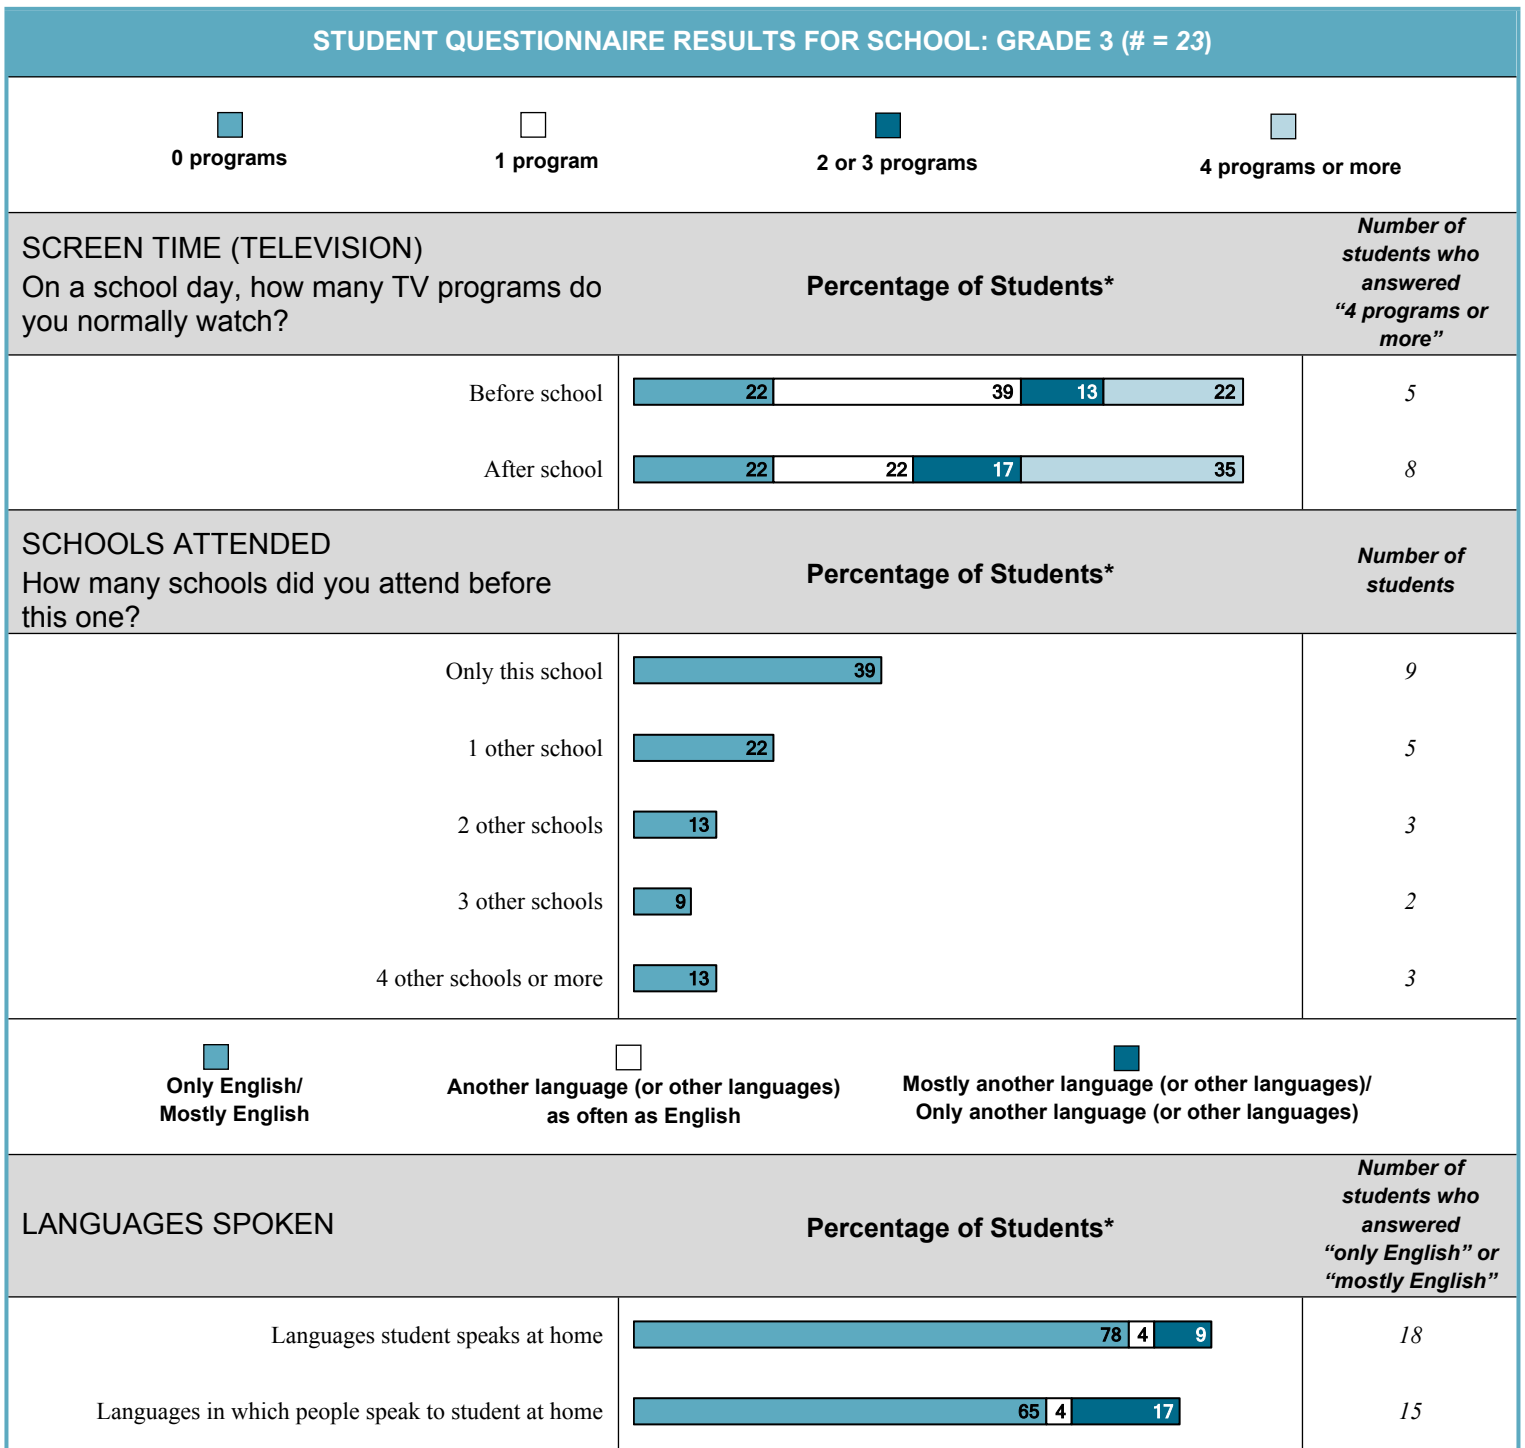 STUDENT QUESTIONNAIRE RESULTS FOR SCHOOL: GRADE 3 (# = 23)
0 programs
1 program
2 or 3 programs
4 programs or more
SCREEN TIME (TELEVISION)
On a school day, how many TV programs do
you normally watch?
Percentage of Students*
Number of
students who
answered
“4 programs or
more”
Before school
22 39 13 22
5
After school
22 22 17 35
8
SCHOOLS ATTENDED
How many schools did you attend before
this one?
Percentage of Students*
Number of
students
Only this school
39
9
1 other school
22
5
2 other schools
13
3
3 other schools
9
2
4 other schools or more
13
3
Only English/
Mostly English
Another language (or other languages)
as often as English
Mostly another language (or other languages)/
Only another language (or other languages)
LANGUAGES SPOKEN
Percentage of Students*
Number of
students who
answered
“only English” or
“mostly English”
Languages student speaks at home
78 4 9
18
Languages in which people speak to student at home
65 4 17
15